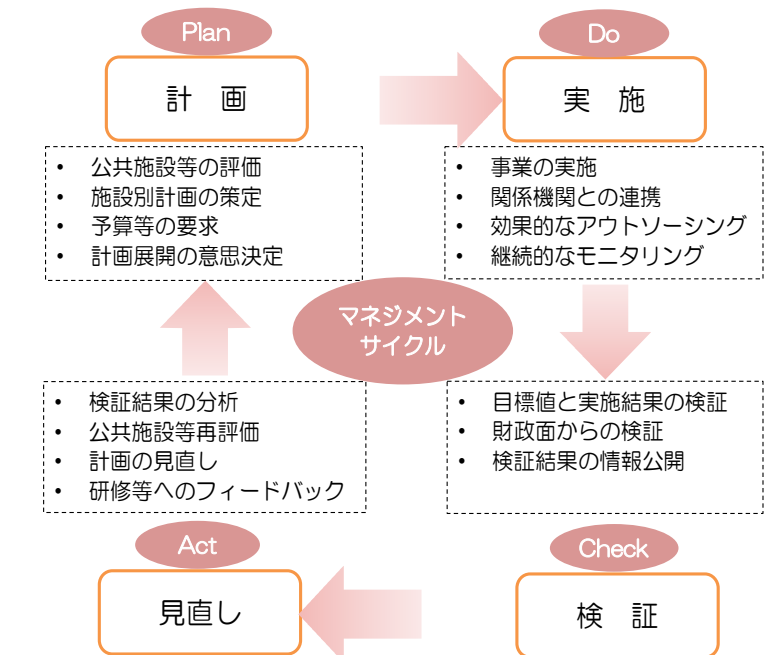 Plan
計　画
• 公共施設等の評価
• 施設別計画の策定
• 予算等の要求
• 計画展開の意思決定
Do
実　施
• 事業の実施
• 関係機関との連携
• 効果的なアウトソーシング
• 継続的なモニタリング
マネジメント
サイクル
• 検証結果の分析
• 公共施設等再評価
• 計画の見直し
• 研修等へのフィードバック
Act
見直し
• 目標値と実施結果の検証
• 財政面からの検証
• 検証結果の情報公開
Check
検　証